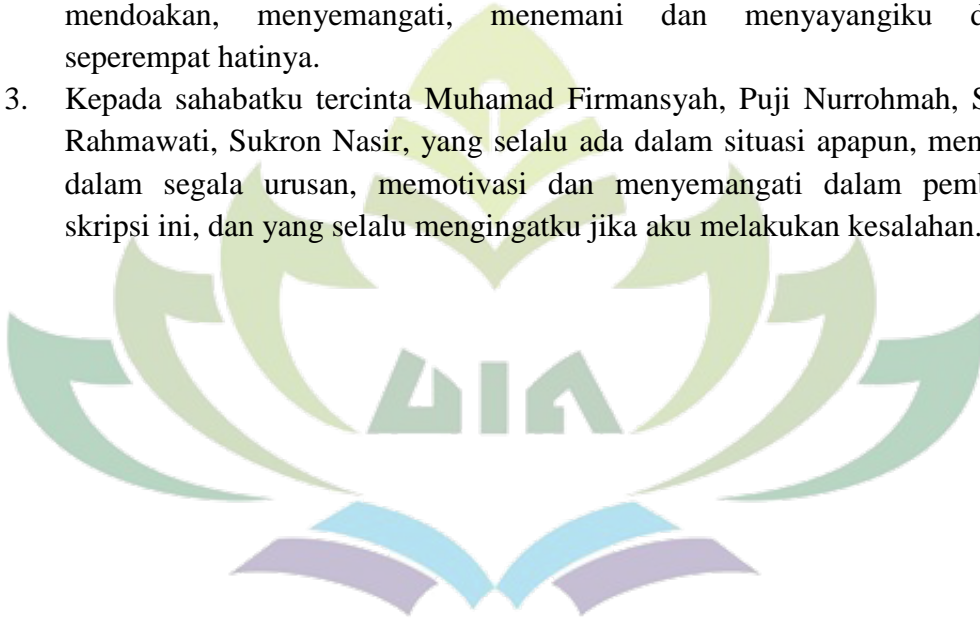 mendoakan, menyemangati, menemani dan menyayangiku
seperempat hatinya.
3. Kepada sahabatku tercinta Muhamad Firmansyah, Puji Nurrohmah,
Rahmawati, Sukron Nasir, yang selalu ada dalam situasi apapun,
dalam segala urusan, memotivasi dan menyemangati dalam
skripsi ini, dan yang selalu mengingatku jika aku melakukan kesalahan.
UIN